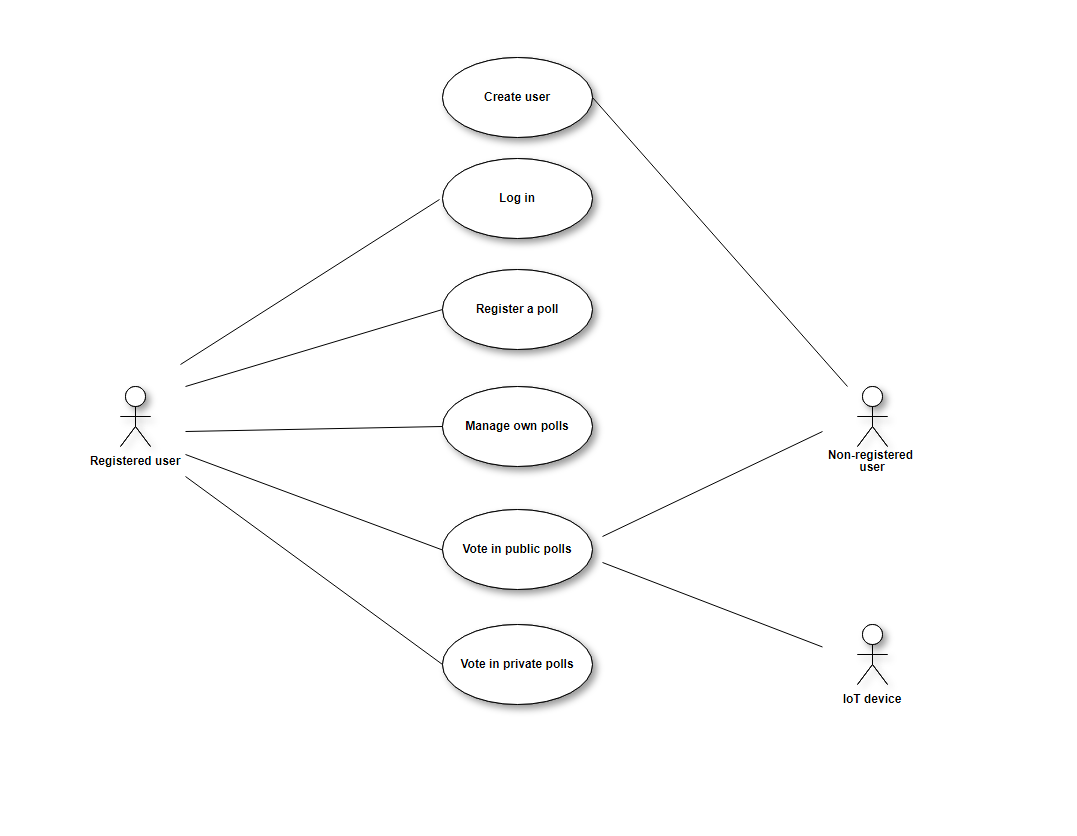 Create user
Log in
Register a poll
Manage own polls
Registered user
Non-registered
user
Vote in public polls
Vote in private polls
IoT device